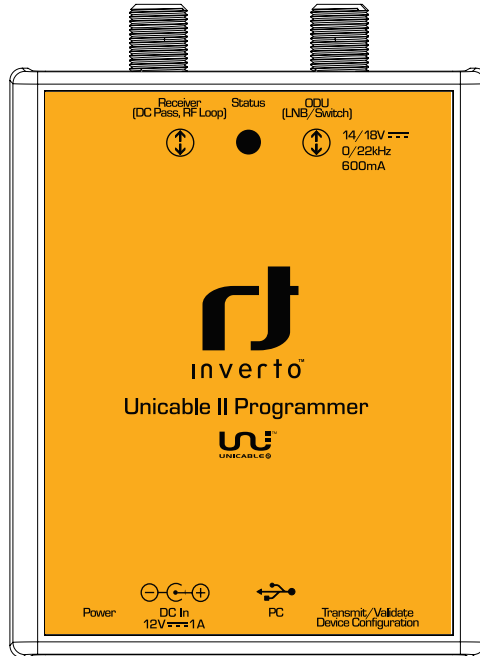 Receiver
(DC Pass, RF Loop)
Status
ODU
(LNB/Switch)
14/18V
0/22kHz
600mA
inverto™
Unicable II Programmer
UNI™
UNICABLE
Power
DC In
12V 1A
PC
Transmit/Validate
Device Configuration